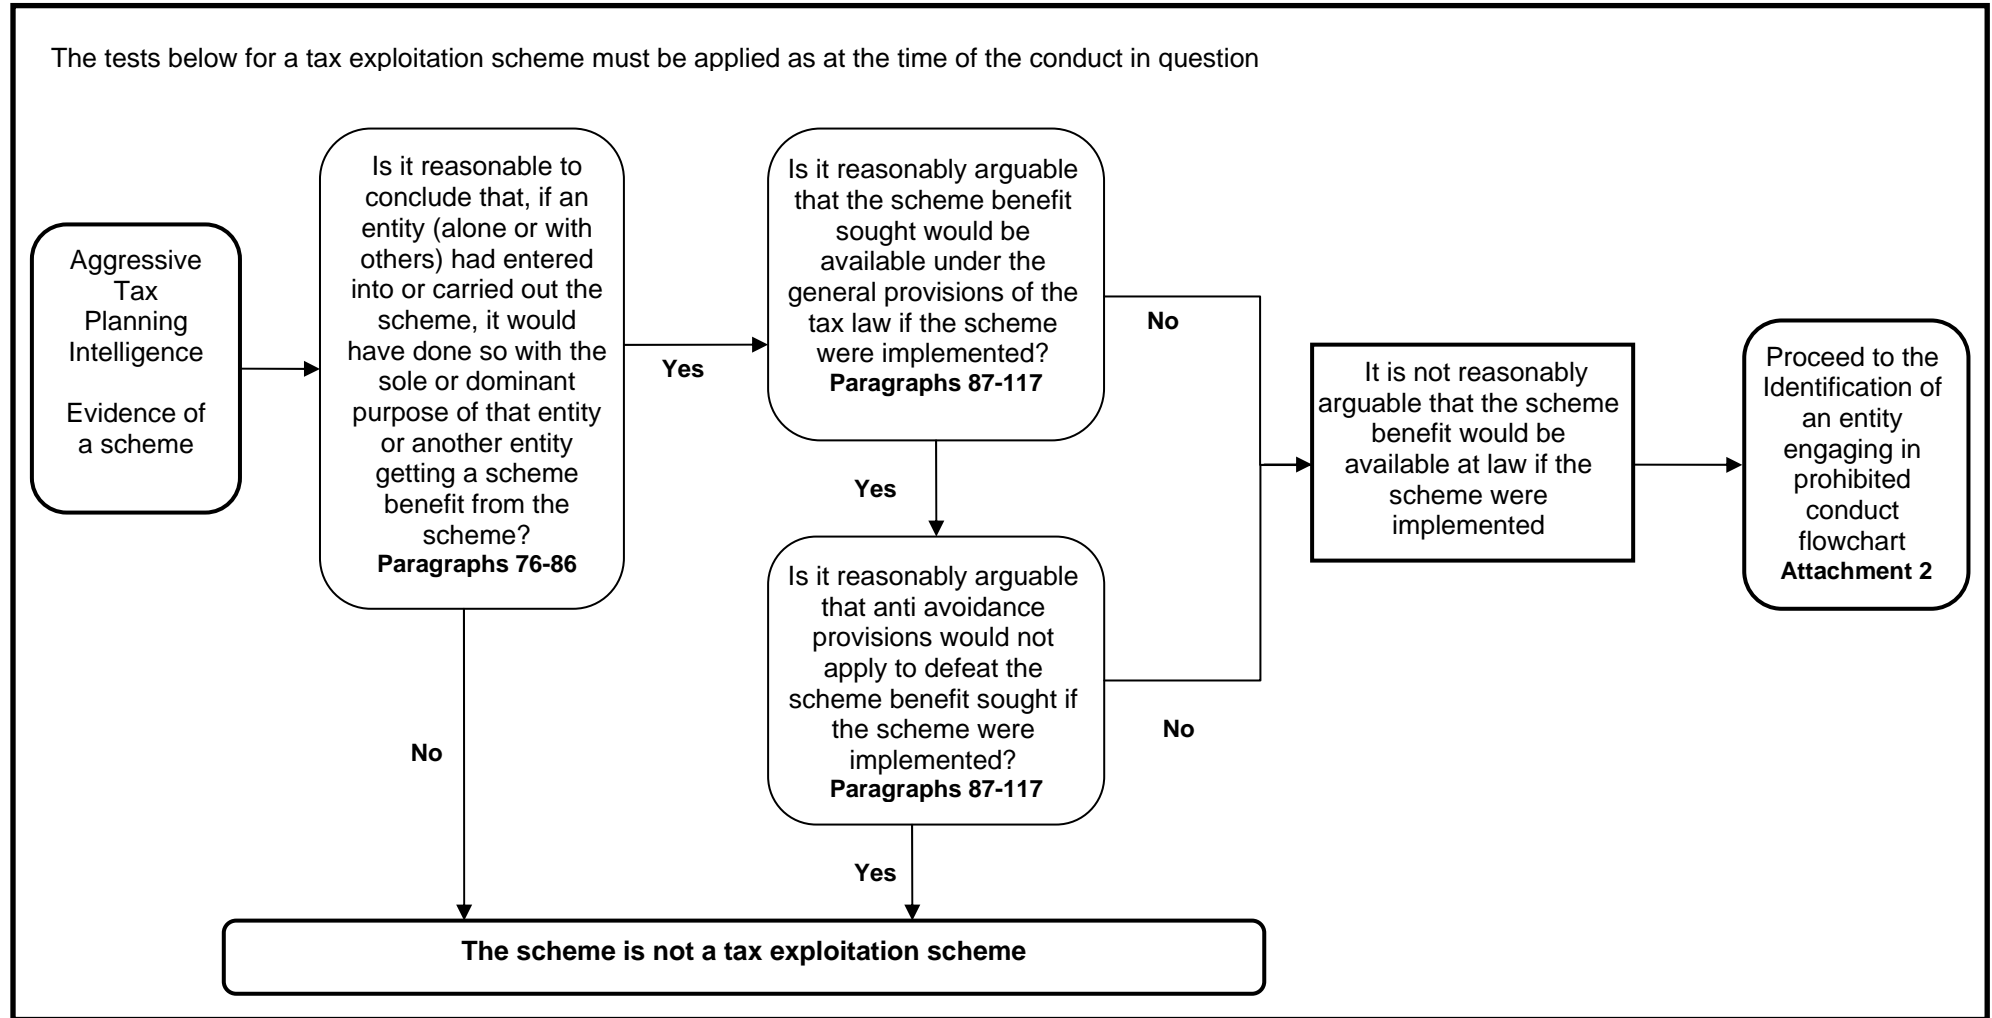 The tests below for a tax exploitation scheme must be applied as at the time of the conduct in question
Aggressive
Tax
Planning
Intelligence
Evidence of
a scheme
Is it reasonable to
conclude that, if an
entity (alone or with
others) had entered
into or carried out the
scheme, it would
have done so with the
sole or dominant
purpose of that entity
or another entity
getting a scheme
benefit from the
scheme?
Paragraphs 76-86
Yes
No
Is it reasonably arguable
that the scheme benefit
sought would be
available under the
general provisions of the
tax law if the scheme
were implemented?
Paragraphs 87-117
No
Yes
Is it reasonably arguable
that anti avoidance
provisions would not
apply to defeat the
scheme benefit sought if
the scheme were
implemented?
Paragraphs 87-117
No
Yes
It is not reasonably
arguable that the scheme
benefit would be
available at law if the
scheme were
implemented
Proceed to the
Identification of
an entity
engaging in
prohibited
conduct
flowchart
Attachment 2
The scheme is not a tax exploitation scheme